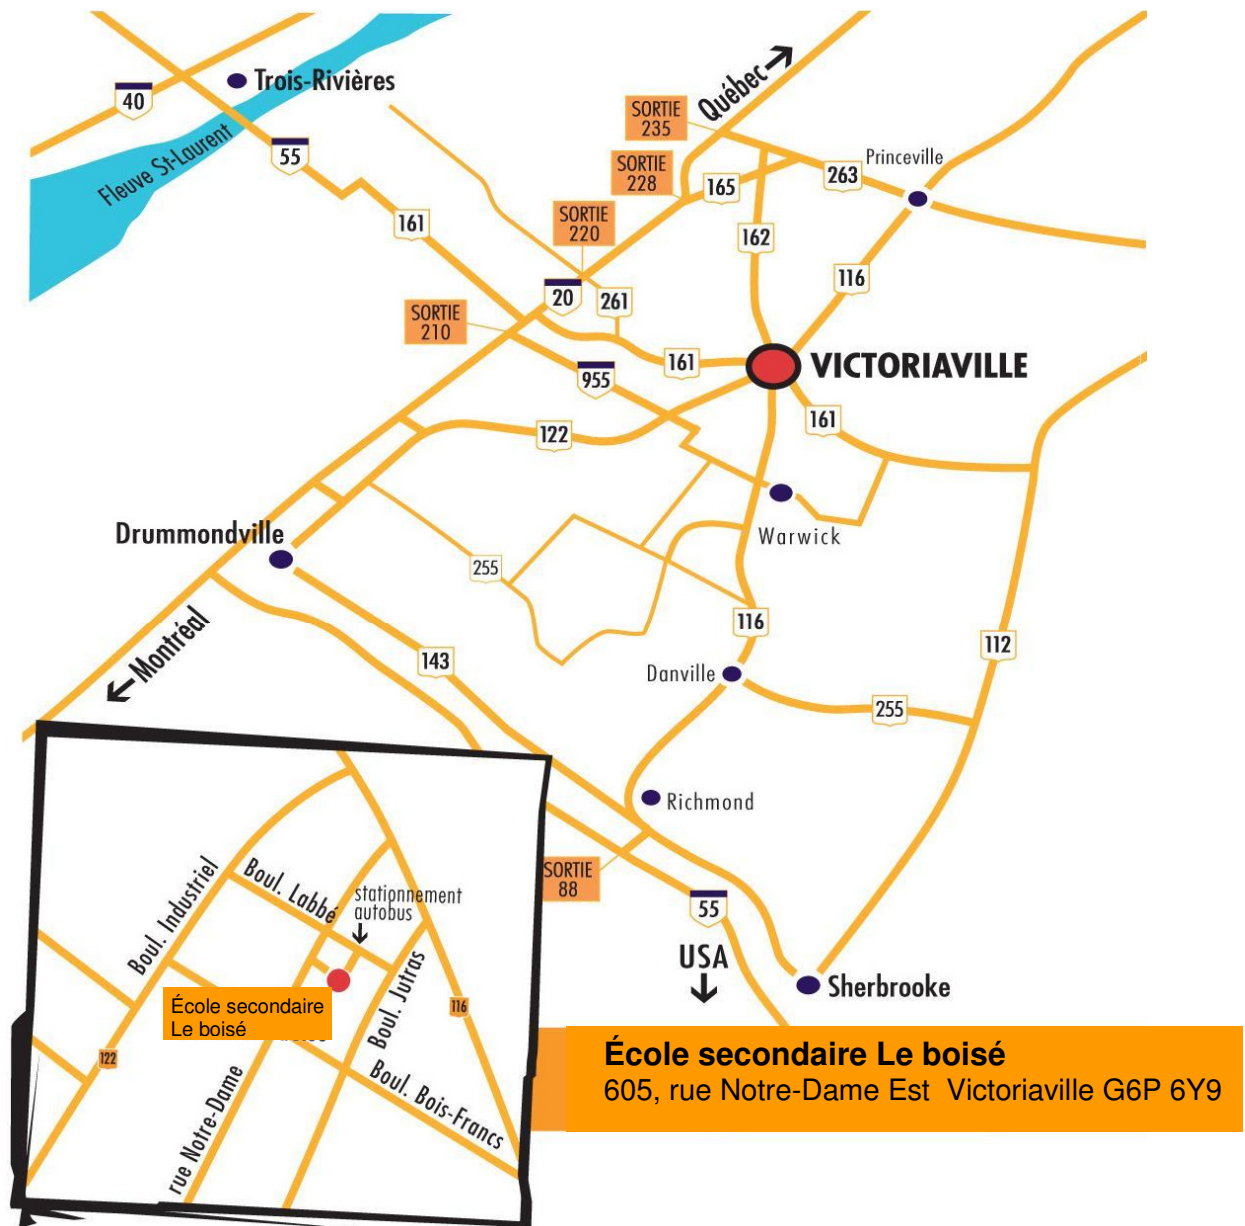 Québec
Trois-Rivières
40
SORTIE
235
Princeville
Fleuve St-Laurent
55
SORTIE
228
165
263
161
SORTIE
220
162
116
20
261
SORTIE
210
161
VICTORIAVILLE
955
161
122
Drummondville
Warwick
255
116
112
Montréal
143
Danville
255
Richmond
SORTIE
88
55
USA
Sherbrooke
Boul. Industriel
Boul. Labbé
stationnement
autobus
Boul. Jutras
École secondaire
Le boisé
116
122
Boul. Bois-Francs
rue Notre-Dame
École secondaire Le boisé
605, rue Notre-Dame Est Victoriaville G6P 6Y9